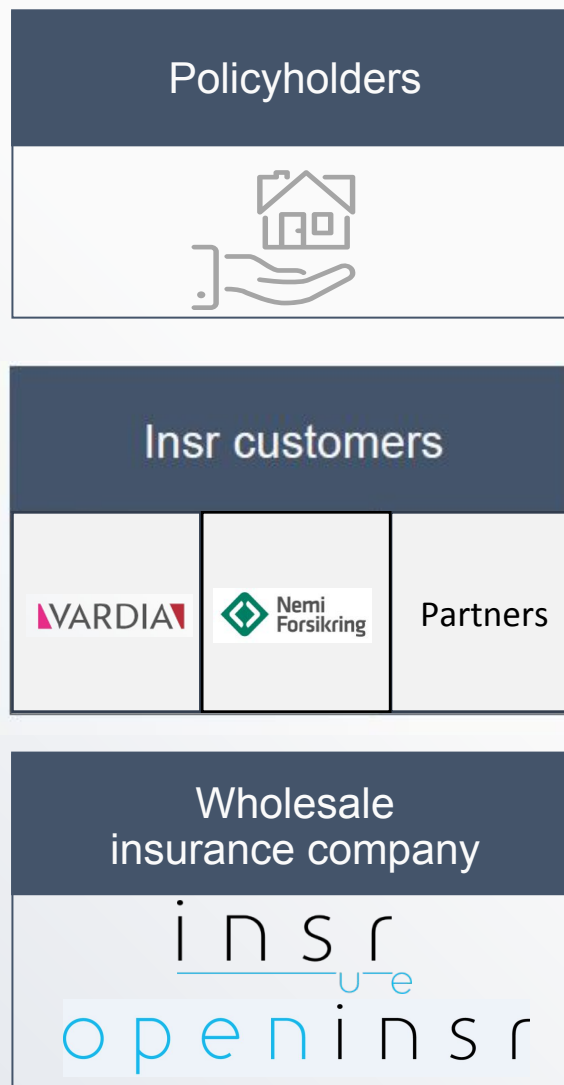 Policyholders
Insr customers
VARDIA
Nemi
Forsikring
Partners
Wholesale
insurance company
insr
ue
openinsr